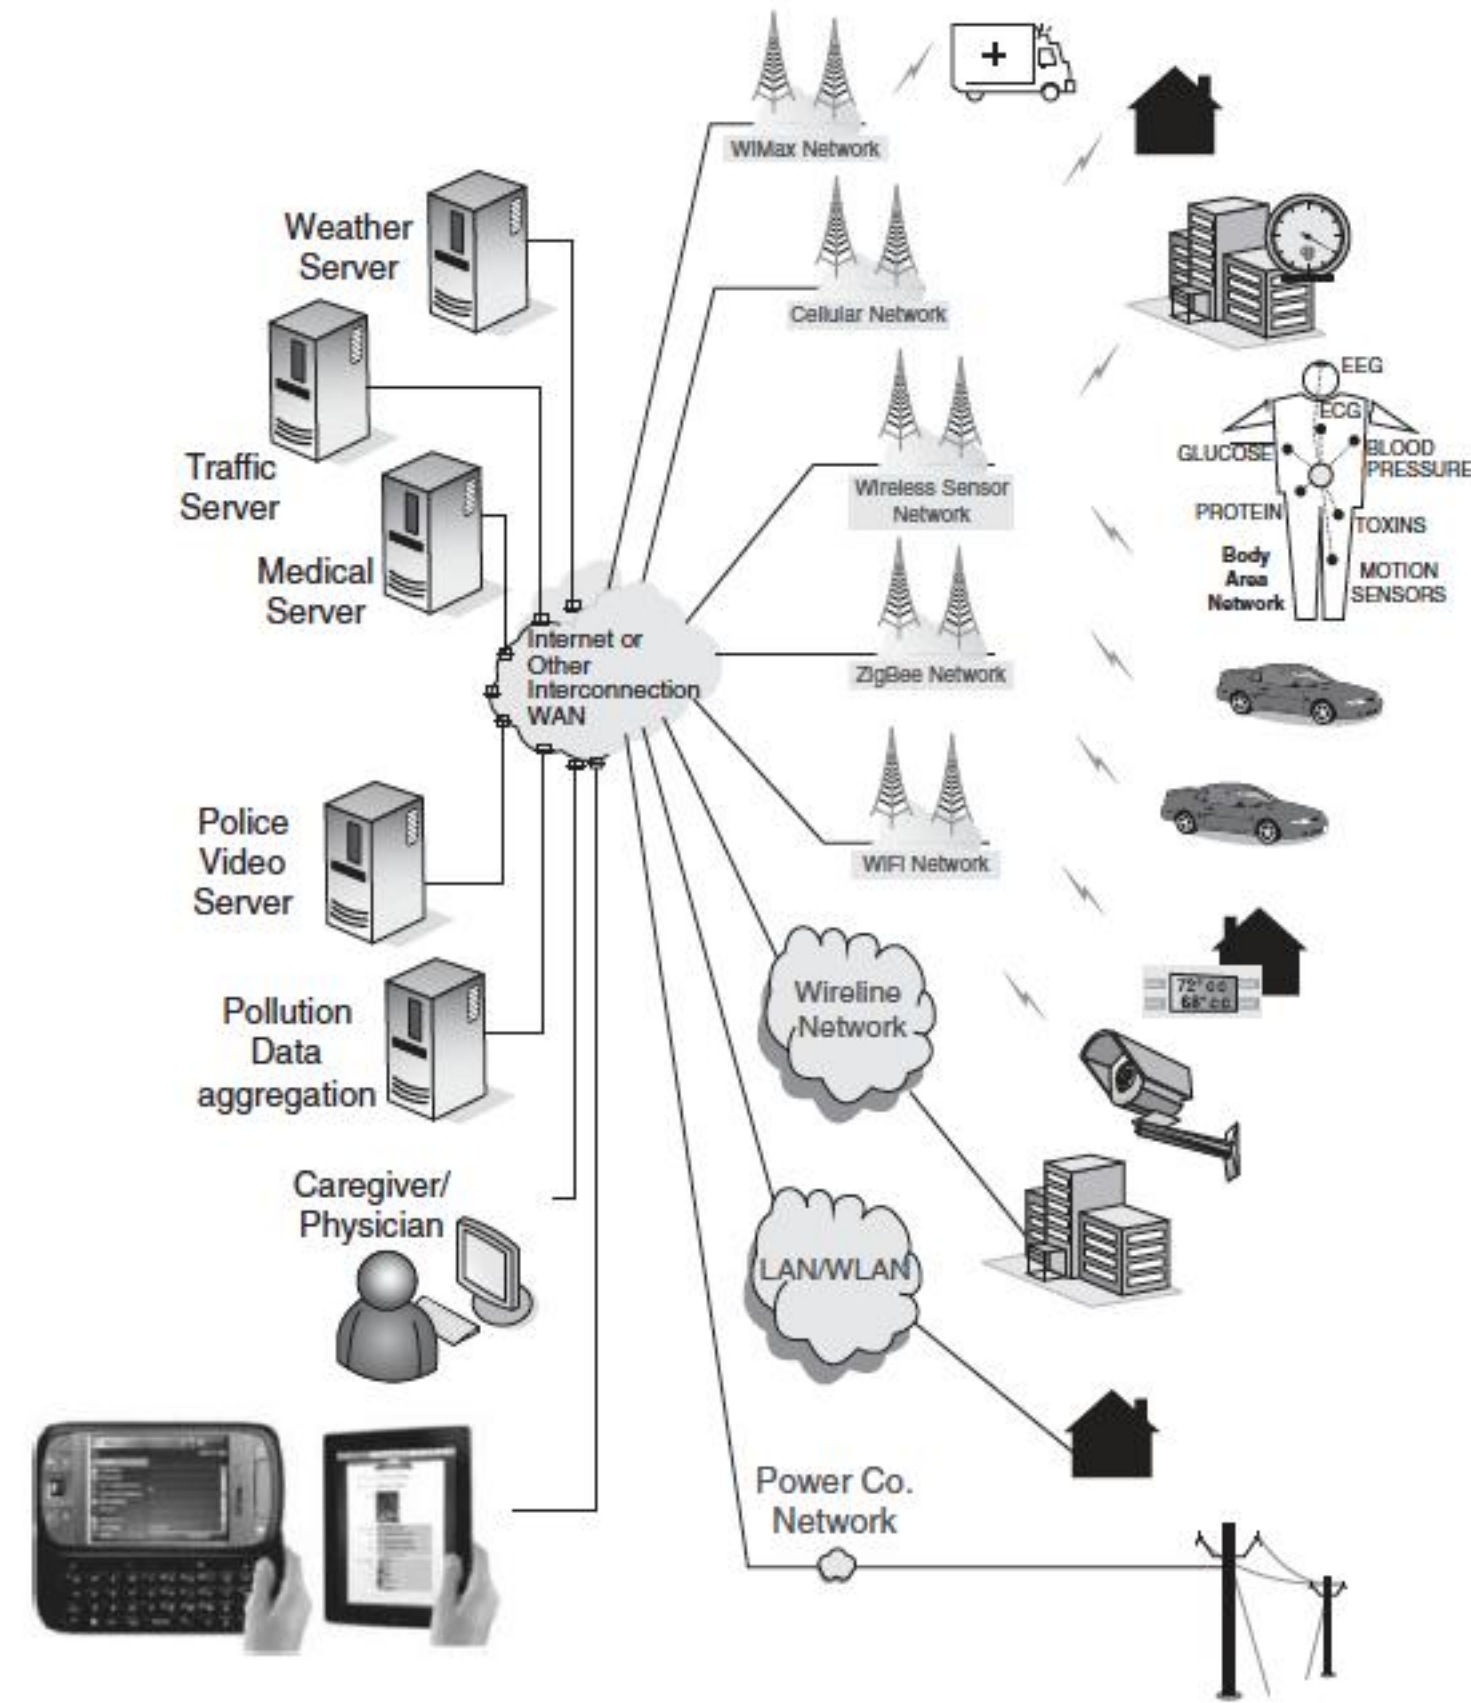 WiMax Network
Weather
Server
Cellular Network
Traffic
Server
Medical
Server
Wireless Sensor
Network
EEG
ECG
GLUCOSE
BLOOD
PRESSURE
PROTEIN
TOXINS
Body
Area
Network
MOTION
SENSORS
Internet or
Other
Interconnection
WAN
ZigBee Network
Police
Video
Server
WIFI Network
Wireline
Network
72°
68°
Pollution
Data
aggregation
Caregiver/
Physician
LAN/WLAN
Power Co.
Network